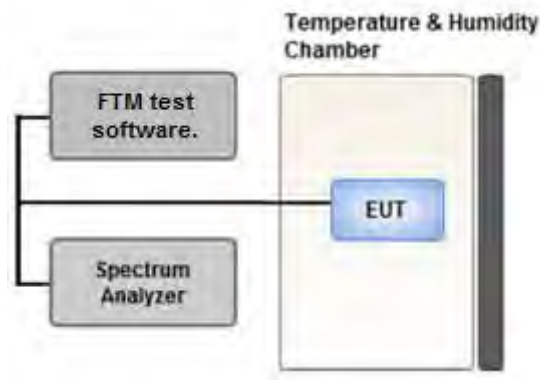 Temperature & Humidity
Chamber
FTM test
software.
EUT
Spectrum
Analyzer